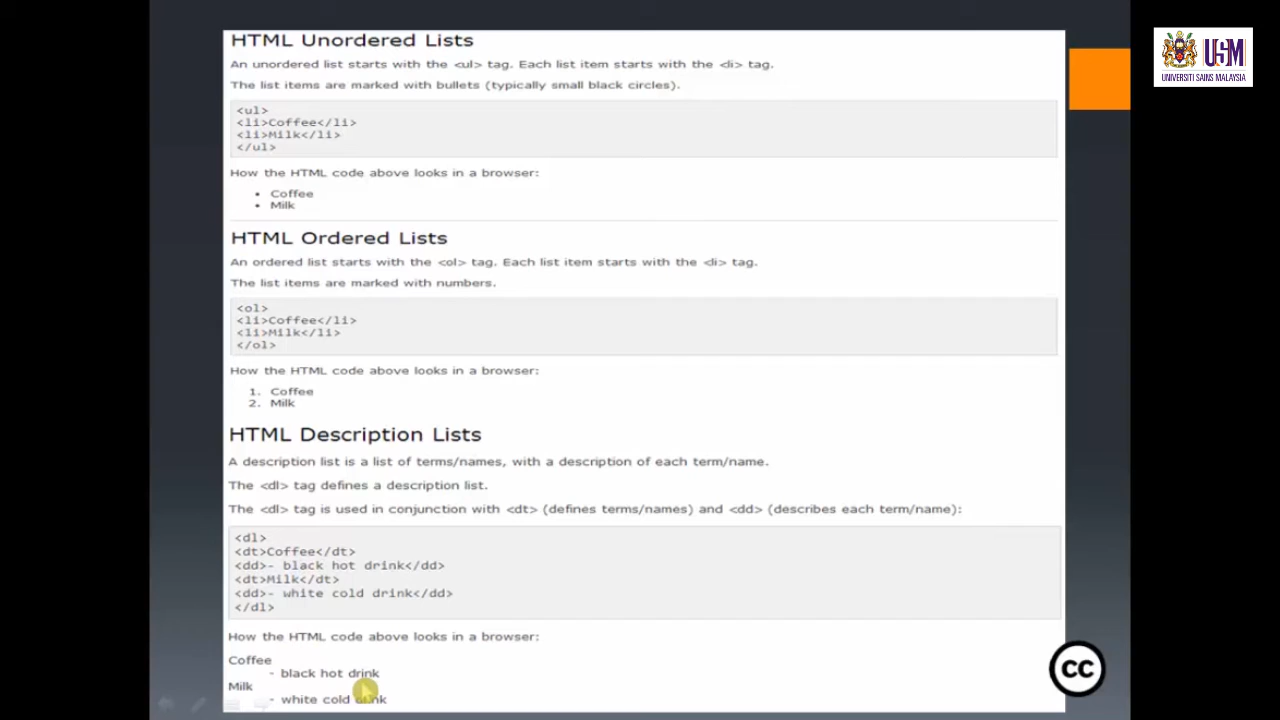 HTML Unordered Lists
An unordered list starts with the <ul> tag. Each list item starts with the <li> tag.
The list items are marked with bullets (typically small black circles).
<ul>
<li>Coffee</li>
<li>Milk</li>
</ul>
How the HTML code above looks in a browser:
• Coffee
• Milk
HTML Ordered Lists
An ordered list starts with the <ol> tag. Each list item starts with the <li> tag.
The list items are marked with numbers.
<ol>
<li>Coffee</li>
<li>Milk</li>
</ol>
How the HTML code above looks in a browser:
1. Coffee
2. Milk
HTML Description Lists
A description list is a list of terms/names, with a description of each term/name.
The <dl> tag defines a description list.
The <dl> tag is used in conjunction with <dt> (defines terms/names) and <dd> (describes each term/name):
<dl>
<dt>Coffee</dt>
<dd>- black hot drink</dd>
<dt>Milk</dt>
<dd>- white cold drink</dd>
</dl>
How the HTML code above looks in a browser:
Coffee
- black hot drink
Milk
- white cold drink
USM
UNIVERSITI SAINS MALAYSIA
cc